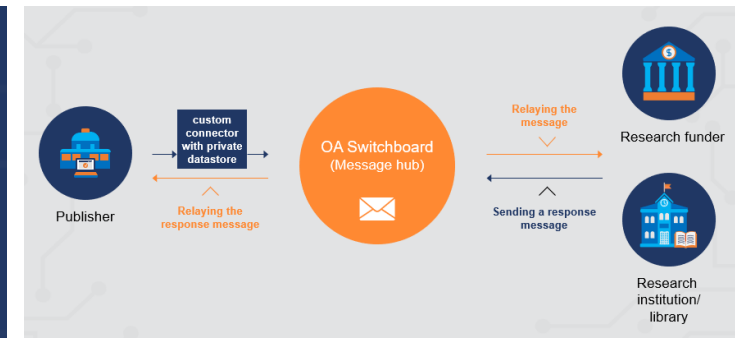 custom
connector
with private
datastore
Publisher
Relaying the
response message
OA Switchboard
(Message hub)
Relaying the
message
Sending a response
message
$
Research funder
Research
institution/
library